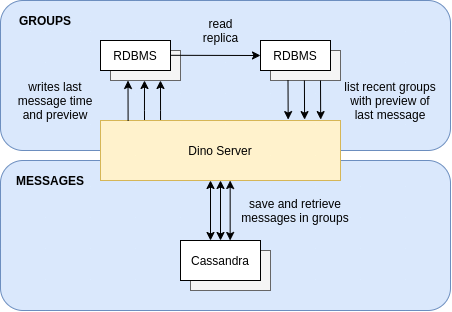 GROUPS
read
replica
RDBMS
RDBMS
writes last
message time
and preview
list recent groups
with preview of
last message
Dino Server
MESSAGES
save and retrieve
messages in groups
Cassandra